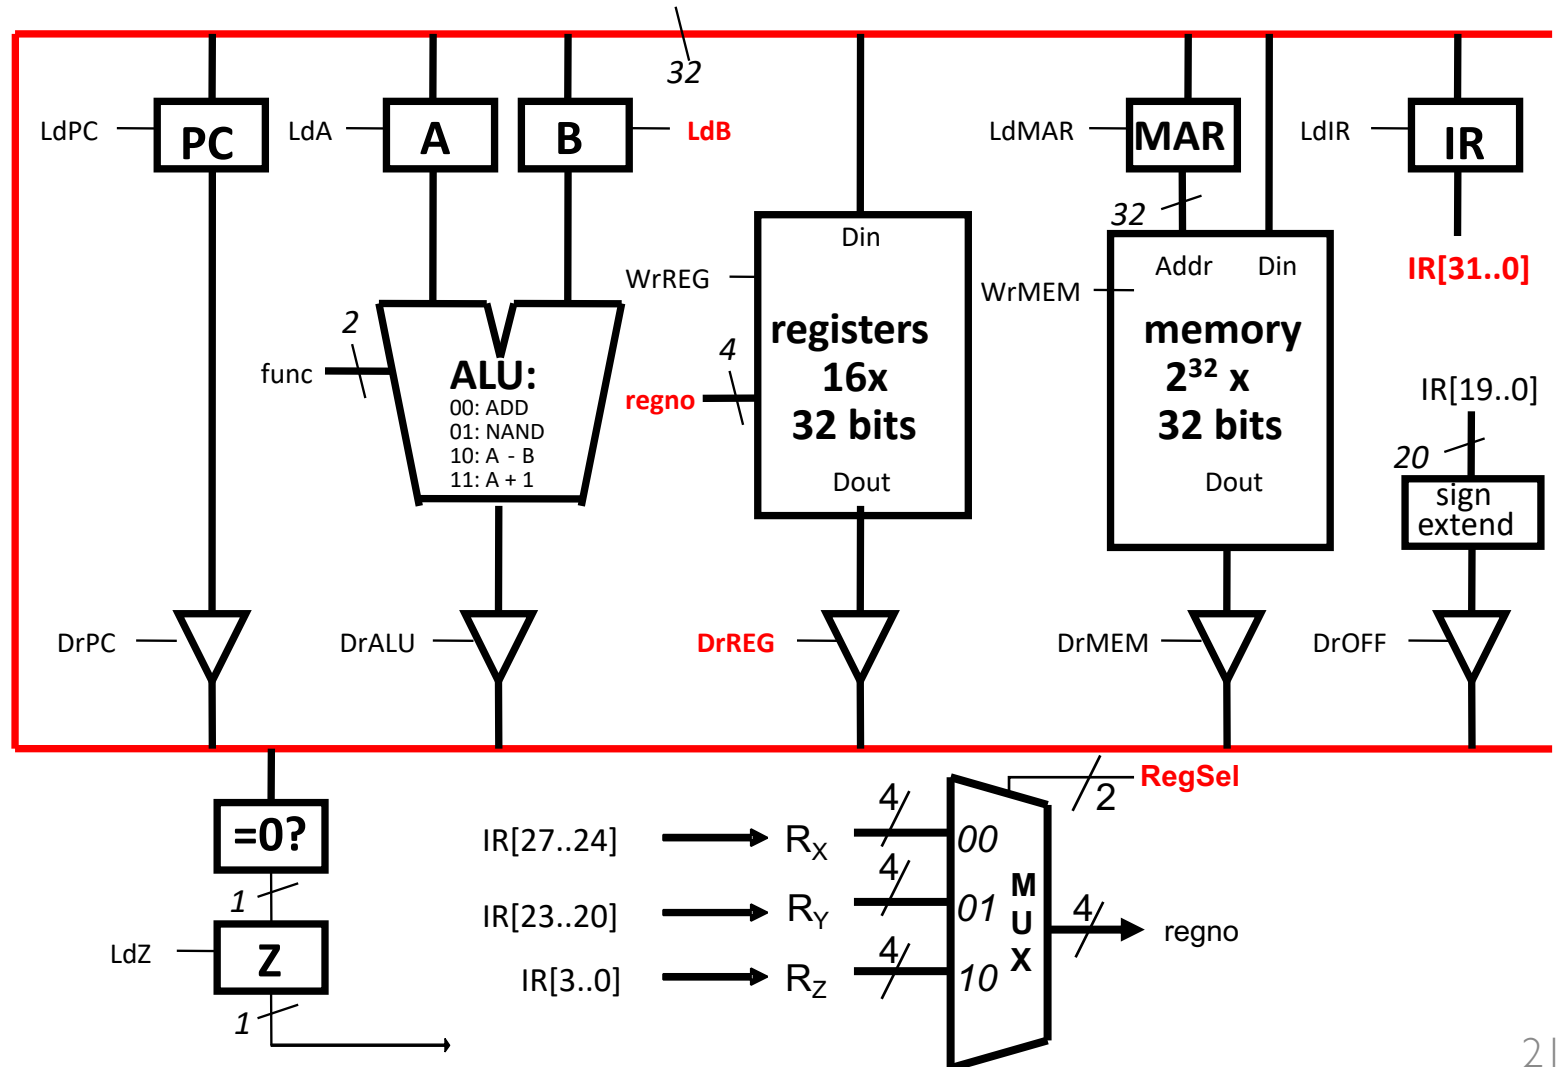 32
LdPC
PC
LdA
A
B
LdB
LdMAR
MAR
LdIR
IR
32
Din
WrREG
registers
16x
32 bits
4
regno
Dout
Addr Din
WrMEM
memory
2³² x
32 bits
Dout
IR[31..0]
2
func
ALU:
00: ADD
01: NAND
10: A - B
11: A + 1
IR[19..0]
20
sign
extend
DrPC
DrALU
DrREG
DrMEM
DrOFF
=0?
1
LdZ
Z
1
RegSel
2
IR[27..24]
R_X
4
00
IR[23..20]
R_Y
4
01
IR[3..0]
R_Z
4
10
M
U
X
4
regno
21